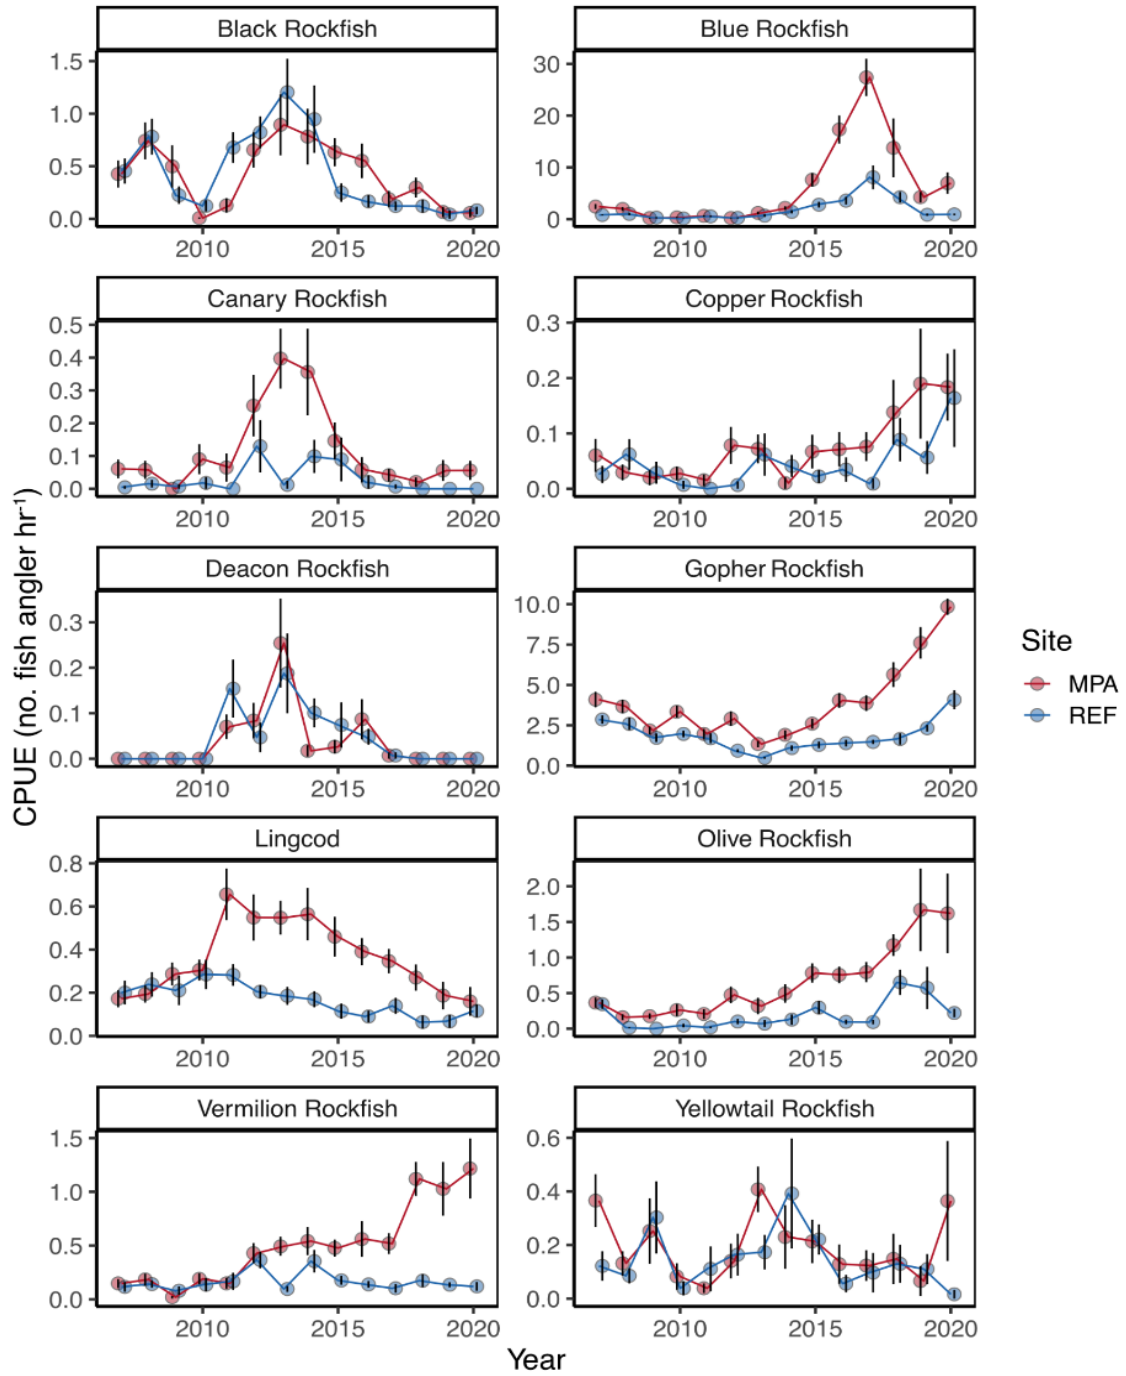 Black Rockfish
Blue Rockfish
1.5
1.0
0.5
0.0
2010 2015 2020
30
20
10
0
2010 2015 2020
Canary Rockfish
Copper Rockfish
0.5
0.4
0.3
0.2
0.1
0.0
2010 2015 2020
0.3
0.2
0.1
0.0
2010 2015 2020
CPUE (no. fish angler hr⁻¹)
Deacon Rockfish
Gopher Rockfish
0.3
0.2
0.1
0.0
2010 2015 2020
10.0
7.5
5.0
2.5
0.0
2010 2015 2020
Site
MPA
REF
Lingcod
Olive Rockfish
0.8
0.6
0.4
0.2
0.0
2010 2015 2020
2.0
1.5
1.0
0.5
0.0
2010 2015 2020
Vermilion Rockfish
Yellowtail Rockfish
1.5
1.0
0.5
0.0
2010 2015 2020
0.6
0.4
0.2
0.0
2010 2015 2020
Year